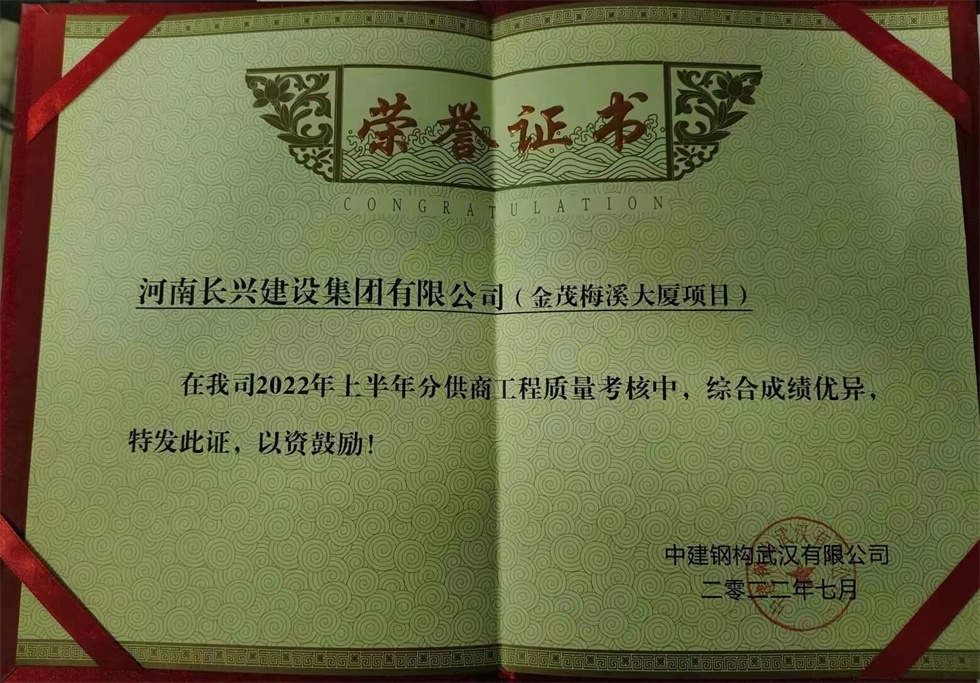 荣誉证书
CONGRATULATION
河南长兴建设集团有限公司（金茂梅溪大厦项目）
在我司2022年上半年分供商工程质量考核中，综合成绩优异，
特发此证，以资鼓励！
中建钢构武汉有限公司
二零二二年七月